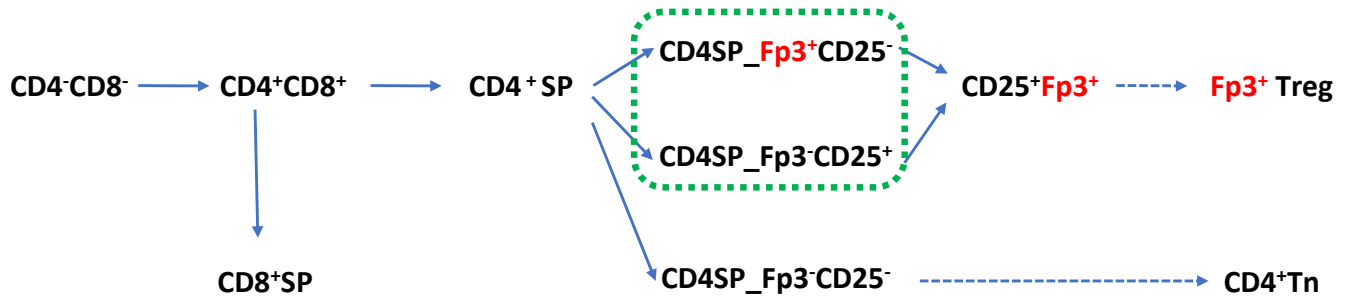 CD4SP_Fp3⁺CD25⁻
CD4⁻CD8⁻ CD4⁺CD8⁺ CD4⁺SP CD25⁺Fp3⁺ Fp3⁺ Treg
CD4SP_Fp3⁻CD25⁺
CD8⁺SP CD4SP_Fp3⁻CD25⁻ CD4⁺Tn